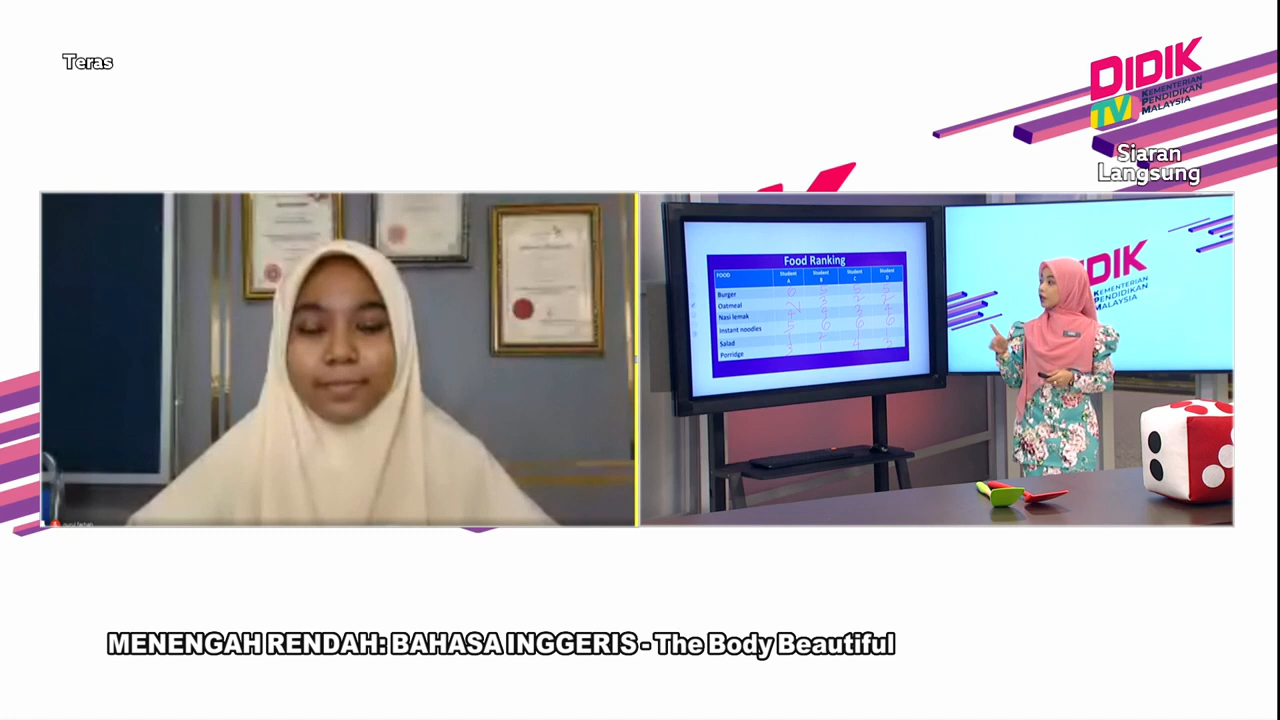 Teras
DIDIK
TV
KEMENTERIAN
PENDIDIKAN
MALAYSIA
Siaran
Langsung
DIK
KEMENTERIAN
PENDIDIKAN
MALAYSIA
Food Ranking
FOOD Student A Student B Student C Student D
Burger
Oatmeal
Nasi lemak
Instant noodles
Salad
Porridge
MENENGAH RENDAH: BAHASA INGGERIS - The Body Beautiful